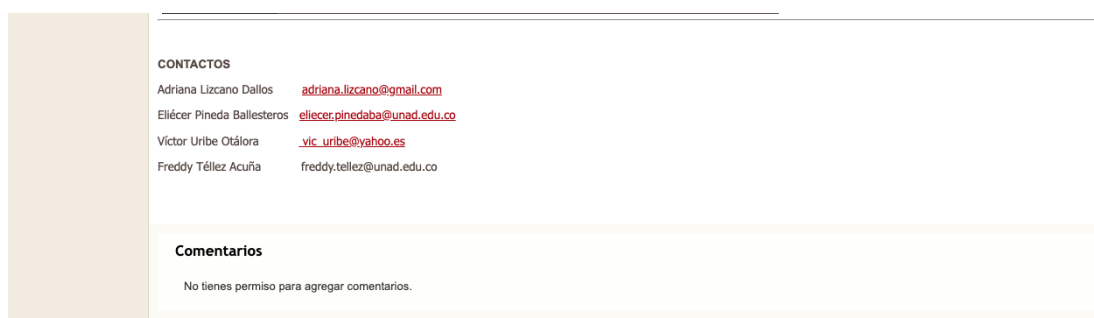 CONTACTOS
Adriana Lizcano Dallos adriana.lizcano@gmail.com
Eliécer Pineda Ballesteros eliecer.pinedaba@unad.edu.co
Víctor Uribe Otálora vic_uribe@yahoo.es
Freddy Téllez Acuña freddy.tellez@unad.edu.co
Comentarios
No tienes permiso para agregar comentarios.